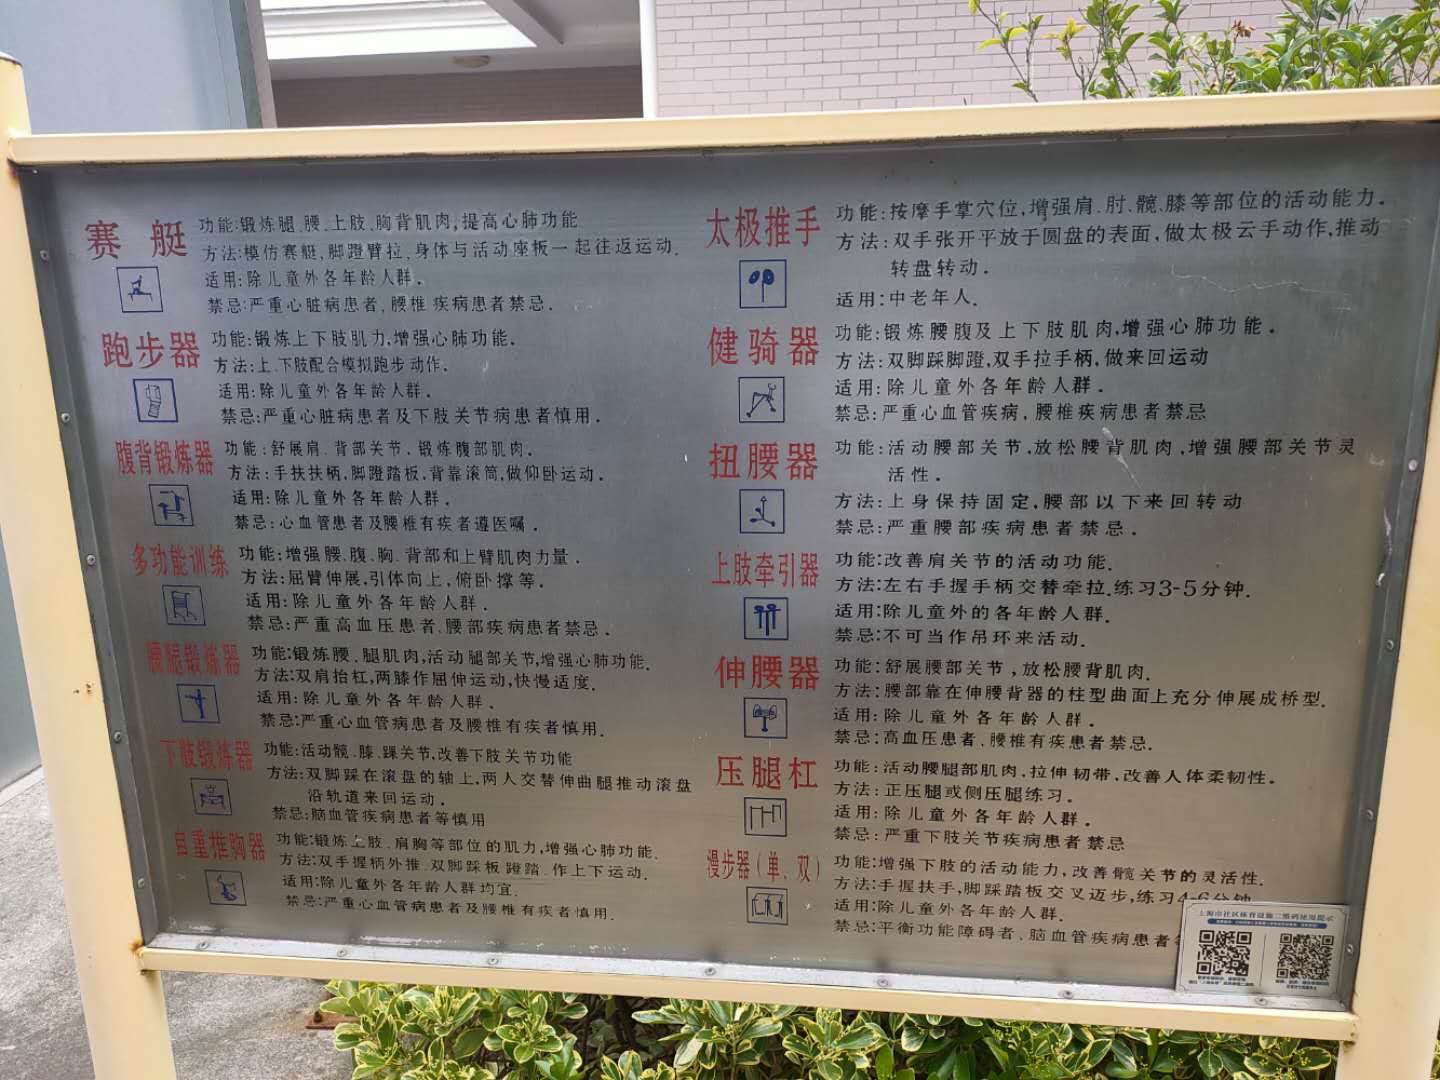 赛 艇
功能:锻炼腿、腰、上肢、胸背肌肉,提高心肺功能
方法:模仿赛艇,脚蹬臂拉,身体与活动座板一起往返运动.
适用:除儿童外各年龄人群.
禁忌:严重心脏病患者,腰椎疾病患者禁忌.
跑步器
功能:锻炼上下肢肌力,增强心肺功能.
方法:上、下肢配合模拟跑步动作.
适用:除儿童外各年龄人群.
禁忌:严重心脏病患者及下肢关节病患者慎用.
腹背锻炼器
功能:舒展肩、背部关节、锻炼腹部肌肉.
方法:手扶扶柄,脚蹬踏板,背靠滚筒,做仰卧运动.
适用:除儿童外各年龄人群.
禁忌:心血管患者及腰椎有疾者遵医嘱.
多功能训练
功能:增强腰、腹、胸、背部和上臂肌肉力量.
方法:屈臂伸展,引体向上,俯卧撑等.
适用:除儿童外各年龄人群.
禁忌:严重高血压患者、腰部疾病患者禁忌.
腰腿锻炼器
功能:锻炼腰、腿肌肉,活动腿部关节,增强心肺功能.
方法:双肩抬杠,两膝作屈伸运动,快慢适度.
适用:除儿童外各年龄人群.
禁忌:严重心血管病患者及腰椎有疾者慎用.
下肢锻炼器
功能:活动髋、膝、踝关节,改善下肢关节功能
方法:双脚踩在滚盘的轴上,两人交替伸曲腿推动滚盘
沿轨道来回运动.
禁忌:脑血管疾病患者等慎用
自重推胸器
功能:锻炼上肢、肩胸等部位的肌力,增强心肺功能.
方法:双手握柄外推、双脚踩板蹬踏、作上下运动.
适用:除儿童外各年龄人群均宜.
禁忌:严重心血管病患者及腰椎有疾者慎用.
太极推手
功能:按摩手掌穴位,增强肩、肘、髋、膝等部位的活动能力.
方法:双手张开平放于圆盘的表面,做太极云手动作,推动
转盘转动.
适用:中老年人.
健骑器
功能:锻炼腰腹及上下肢肌肉,增强心肺功能.
方法:双脚踩脚蹬,双手拉手柄,做来回运动
适用:除儿童外各年龄人群.
禁忌:严重心血管疾病,腰椎疾病患者禁忌
扭腰器
功能:活动腰部关节,放松腰背肌肉,增强腰部关节灵
活性.
方法:上身保持固定,腰部以下来回转动
禁忌:严重腰部疾病患者禁忌.
上肢牵引器
功能:改善肩关节的活动功能.
方法:左右手握手柄交替牵拉,练习3-5分钟.
适用:除儿童外的各年龄人群.
禁忌:不可当作吊环来活动.
伸腰器
功能:舒展腰部关节,放松腰背肌肉.
方法:腰部靠在伸腰背器的柱型曲面上充分伸展成桥型.
适用:除儿童外各年龄人群.
禁忌:高血压患者、腰椎有疾患者禁忌.
压腿杠
功能:活动腰腿部肌肉,拉伸韧带,改善人体柔韧性.
方法:正压腿或侧压腿练习.
适用:除儿童外各年龄人群.
禁忌:严重下肢关节疾病患者禁忌
漫步器(单、双)
功能:增强下肢的活动能力,改善髋关节的灵活性.
方法:手握扶手,脚踩踏板交叉迈步,练习4-6分钟
适用:除儿童外各年龄人群.
禁忌:平衡功能障碍者、脑血管疾病患者
上海市社区体育设施二维码使用提示